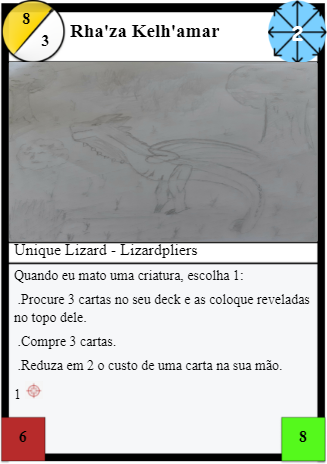 8
3
Rha'za Kelh'amar
2
Unique Lizard - Lizardpliers
Quando eu mato uma criatura, escolha 1:
.Procure 3 cartas no seu deck e as coloque reveladas
no topo dele.
.Compre 3 cartas.
.Reduza em 2 o custo de uma carta na sua mão.
1
6
8